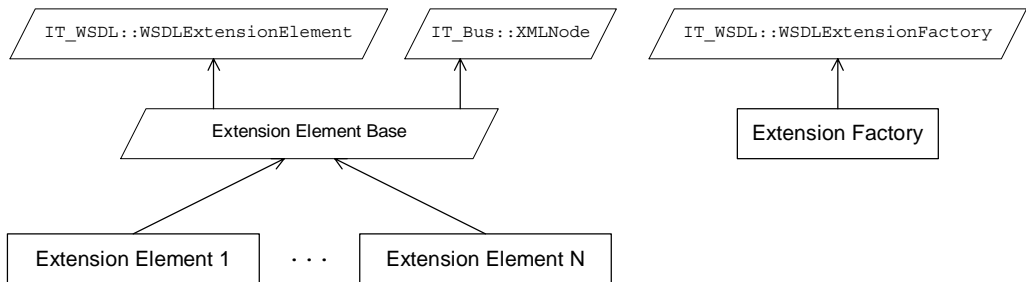 IT_WSDL::WSDLExtensionElement
IT_Bus::XMLNode
IT_WSDL::WSDLExtensionFactory
Extension Element Base
Extension Factory
Extension Element 1
. . .
Extension Element N